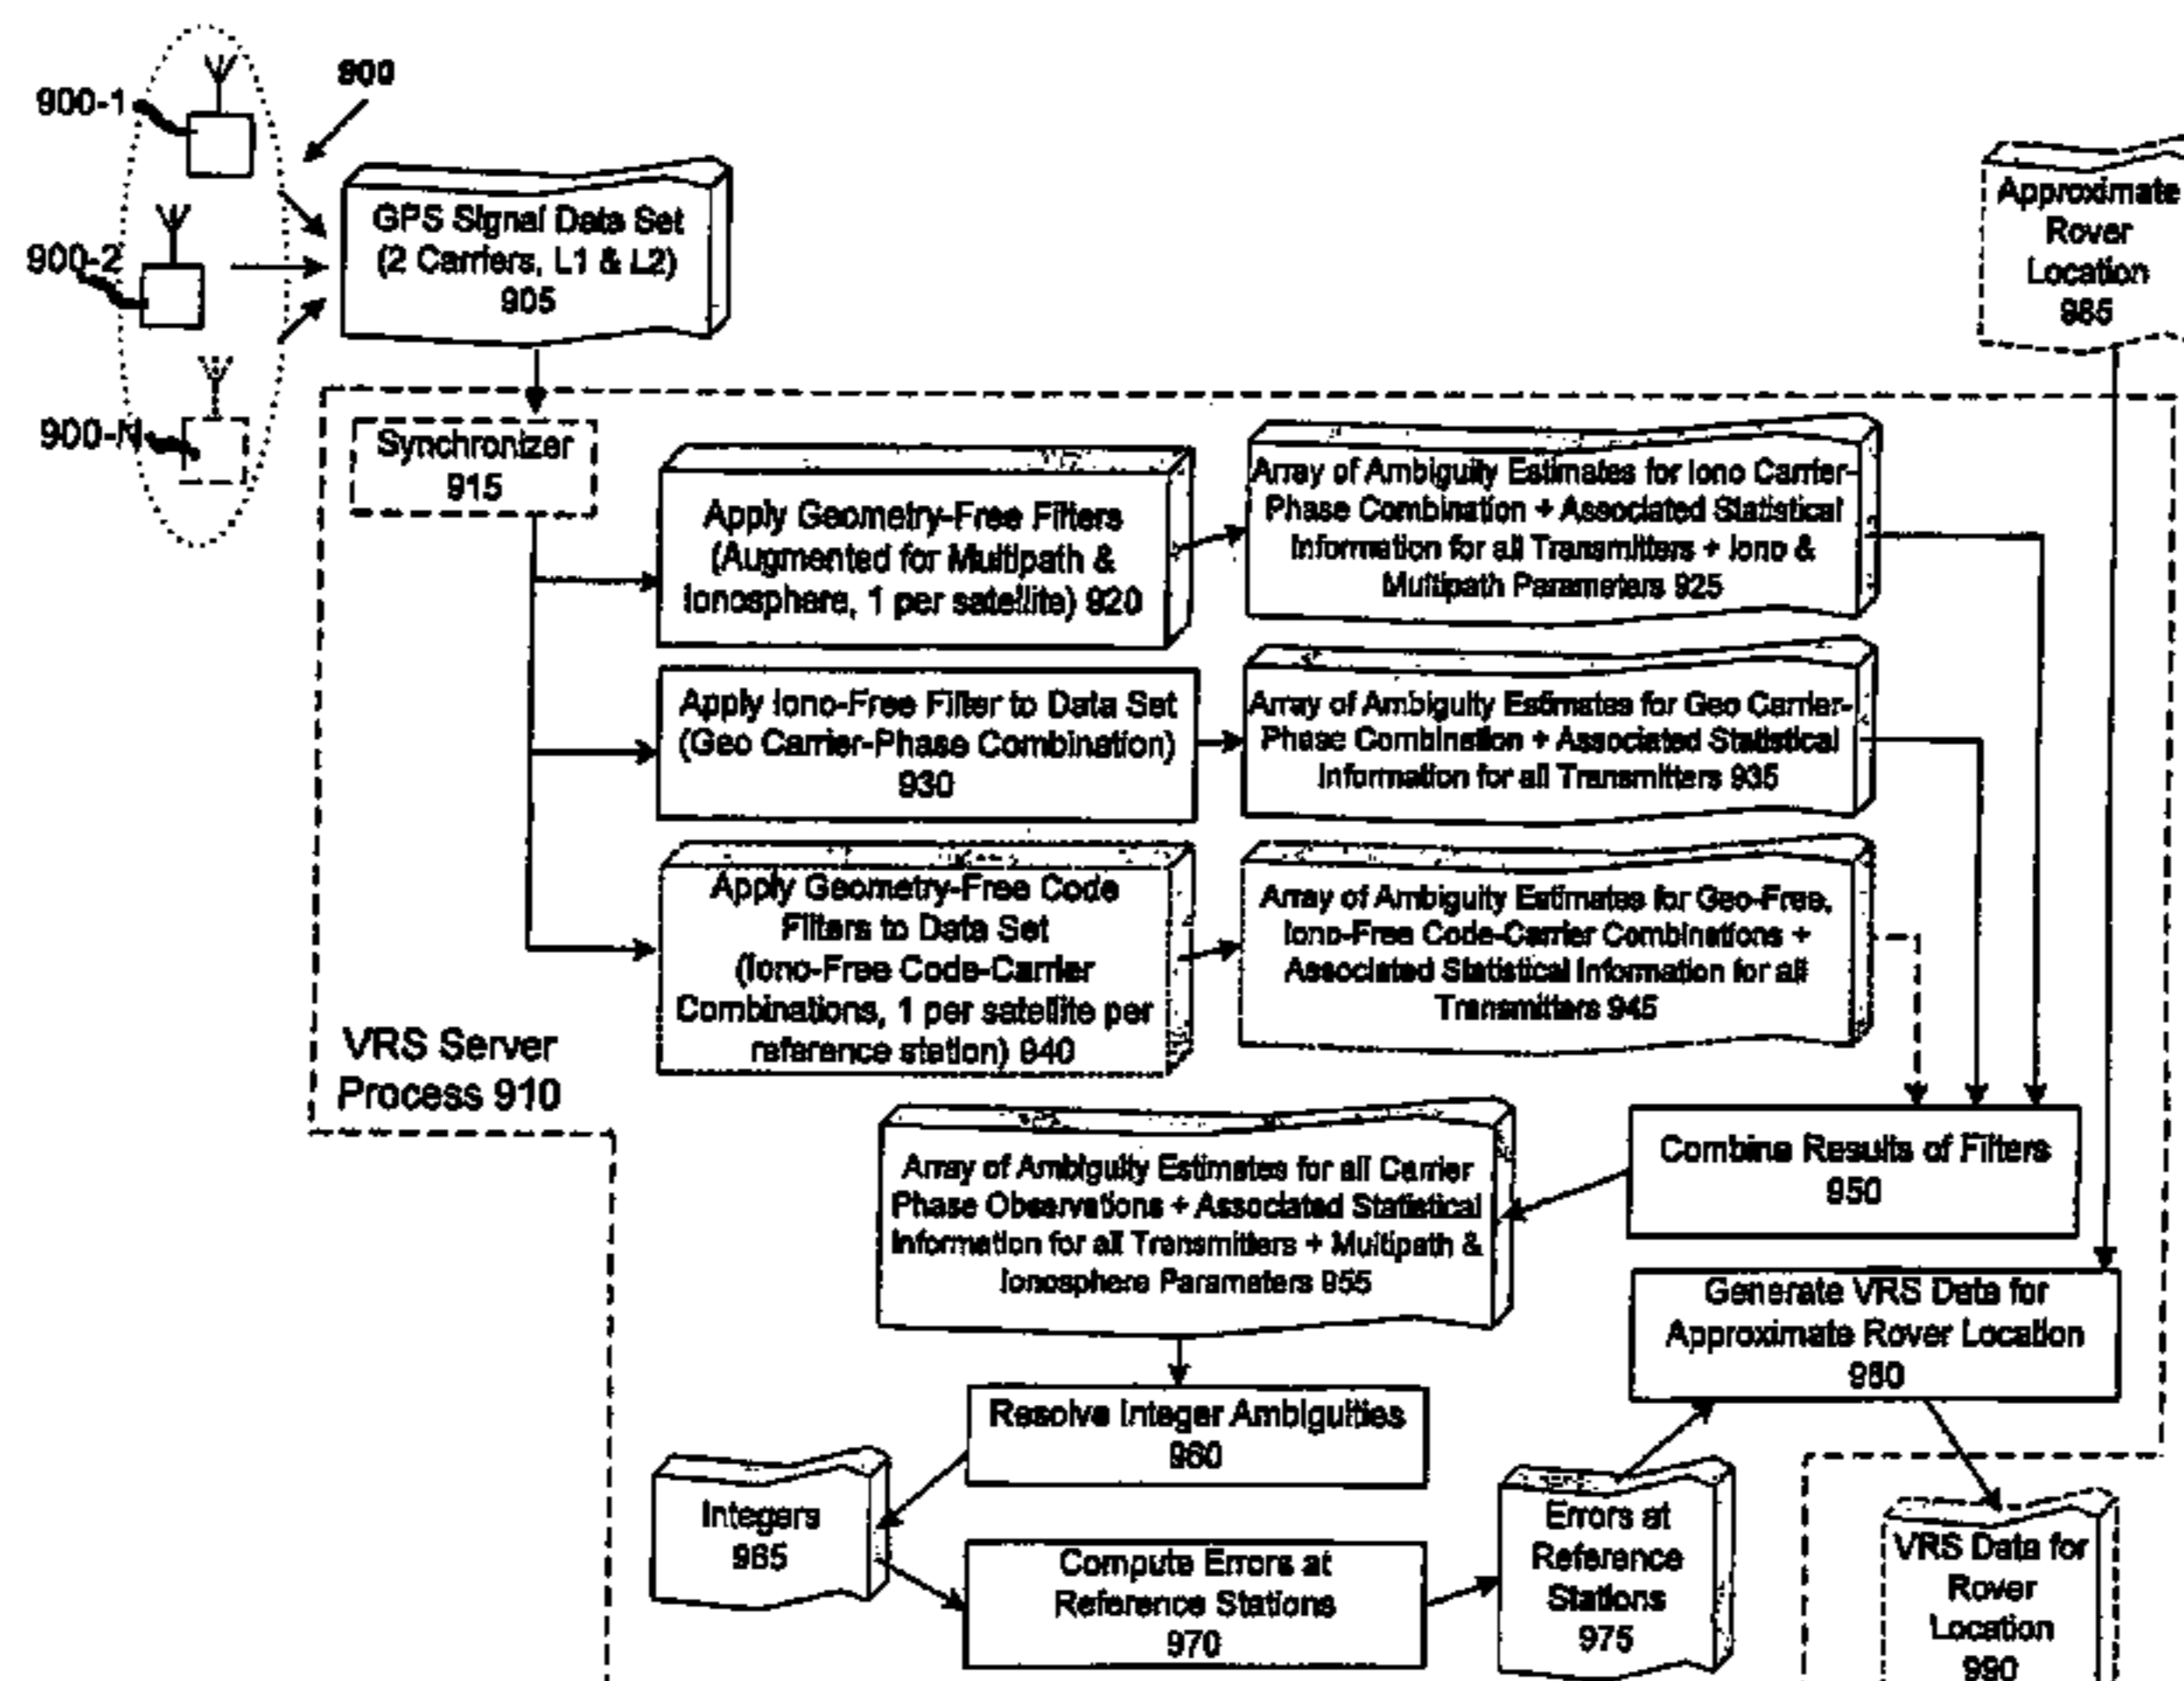 900
900-1
900-2
900-N
GPS Signal Data Set
(2 Carriers, L1 & L2)
905
Approximate
Rover
Location
985
Synchronizer
915
Apply Geometry-Free Filters
(Augmented for Multipath &
Ionosphere, 1 per satellite) 920
Array of Ambiguity Estimates for Iono Carrier-
Phase Combination + Associated Statistical
Information for all Transmitters + Iono &
Multipath Parameters 925
Apply Iono-Free Filter to Data Set
(Geo Carrier-Phase Combination)
930
Array of Ambiguity Estimates for Geo Carrier-
Phase Combination + Associated Statistical
Information for all Transmitters 935
Apply Geometry-Free Code
Filters to Data Set
(Iono-Free Code-Carrier
Combinations, 1 per satellite per
reference station) 940
Array of Ambiguity Estimates for Geo-Free,
Iono-Free Code-Carrier Combinations +
Associated Statistical Information for all
Transmitters 945
VRS Server
Process 910
Array of Ambiguity Estimates for all Carrier
Phase Observations + Associated Statistical
Information for all Transmitters + Multipath &
Ionosphere Parameters 955
Combine Results of Filters
950
Generate VRS Data for
Approximate Rover Location
980
Resolve Integer Ambiguities
960
Integers
965
Compute Errors at
Reference Stations
970
Errors at
Reference
Stations
975
VRS Data for
Rover
Location
990